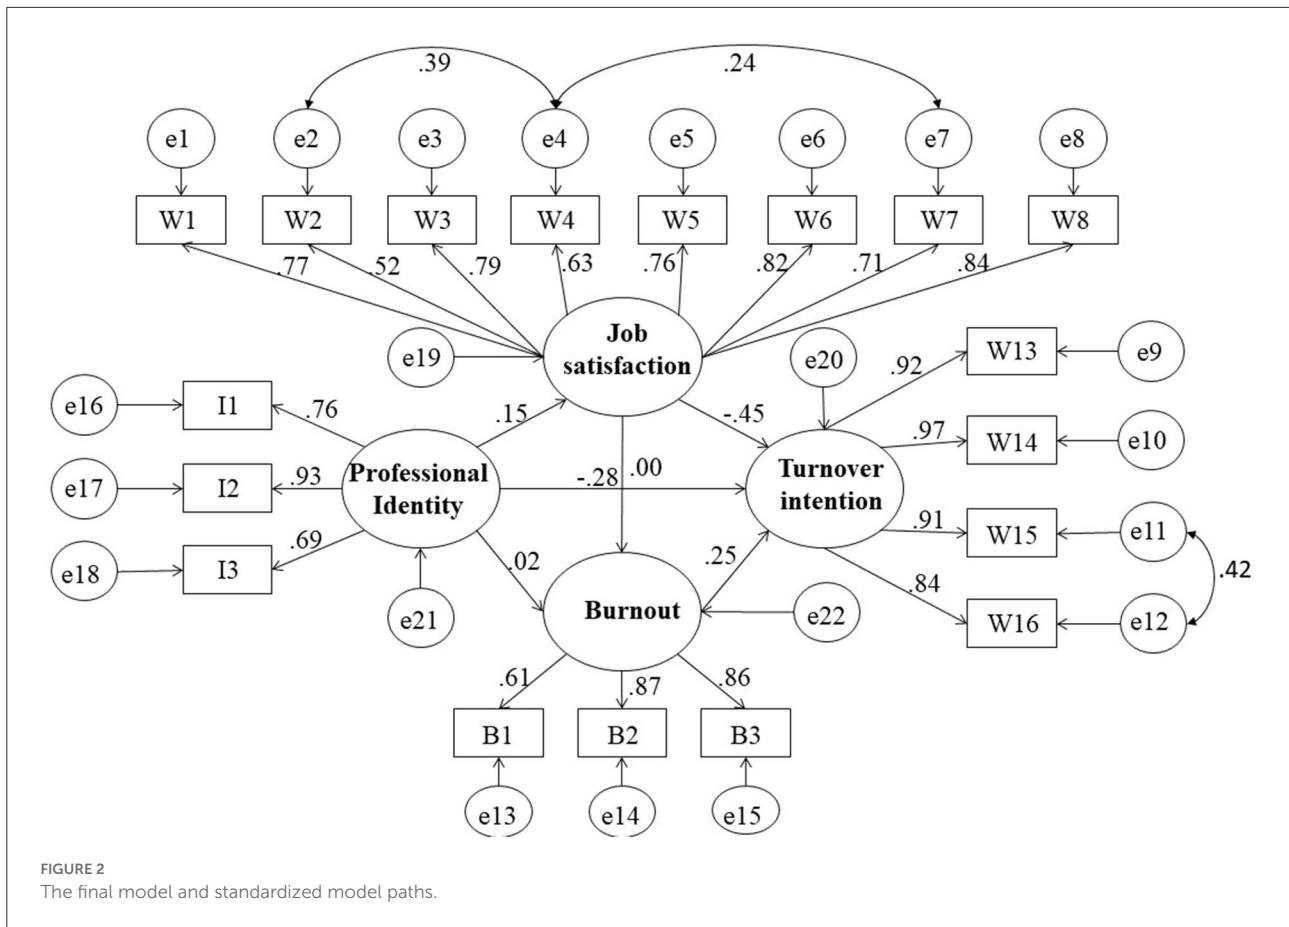 .39
.24
e1 e2 e3 e4 e5 e6 e7 e8
W1 W2 W3 W4 W5 W6 W7 W8
.77 .52 .79 .63 .76 .82 .71 .84
Job
satisfaction
e19
e20
W13
e9
.92
e16
I1
.76
.15
-.45
.97
W14
e10
e17
I2
.93
Professional
Identity
-.28
.00
Turnover
intention
.91
W15
e11
e18
I3
.69
.02
.25
.84
.42
e21
Burnout
e22
W16
e12
.61
.87
.86
B1 B2 B3
e13 e14 e15
FIGURE 2
The final model and standardized model paths.